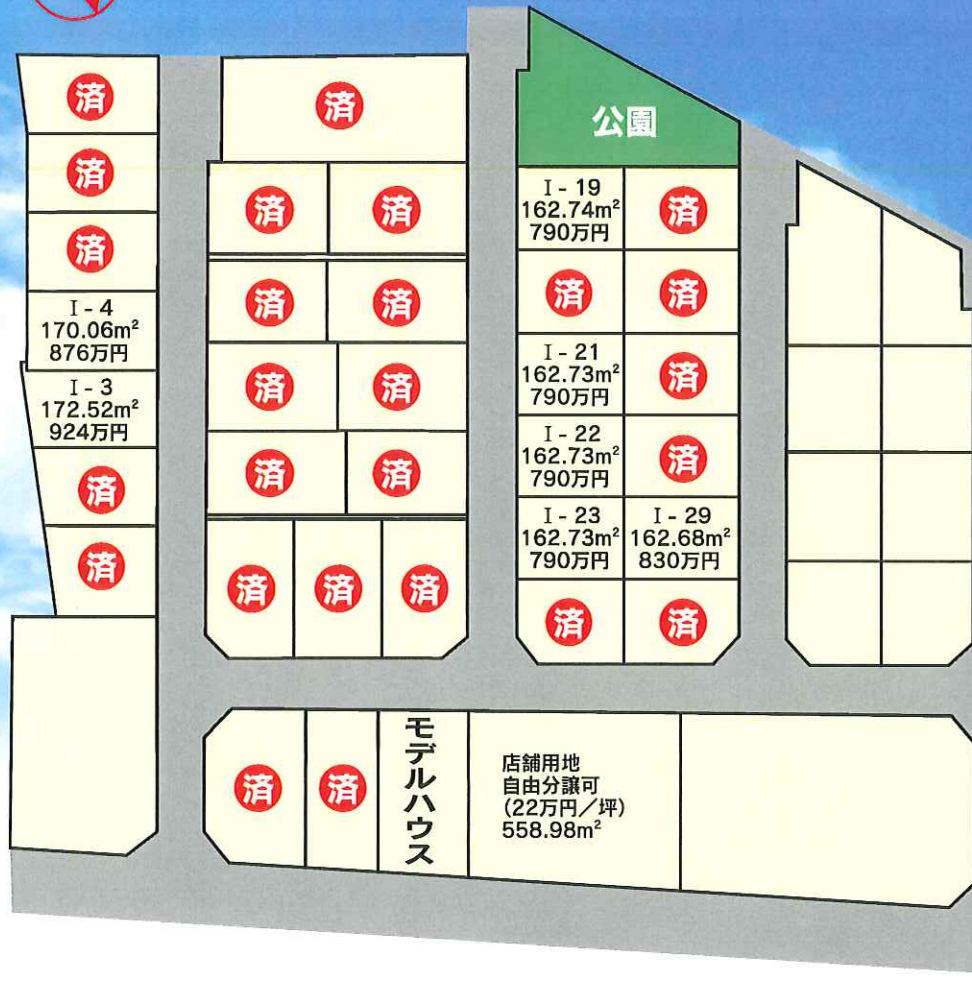 済
済
済
I-4
170.06m²
876万円
I-3
172.52m²
924万円
済
済
済
済
済
済
済
済
済
済
済
済
済
済
公園
I-19
162.74m²
790万円
済
済
済
I-21
162.73m²
790万円
済
I-22
162.73m²
790万円
済
I-23
162.73m²
790万円
I-29
162.68m²
830万円
済
済
済
済
モデルハウス
店舗用地
自由分譲可
(22万円／坪)
558.98m²